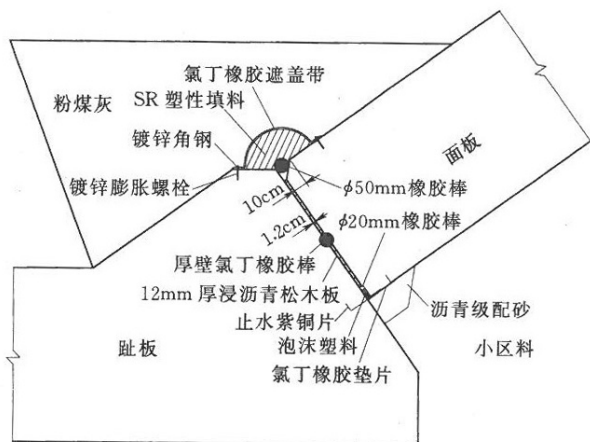 氯丁橡胶遮盖带
粉煤灰
SR塑性填料
镀锌角钢
面板
镀锌膨胀螺栓
ϕ50mm橡胶棒
10cm
ϕ20mm橡胶棒
1.2cm
厚壁氯丁橡胶棒
12mm厚浸沥青松木板
止水紫铜片
沥青级配砂
趾板
泡沫塑料
小区料
氯丁橡胶垫片